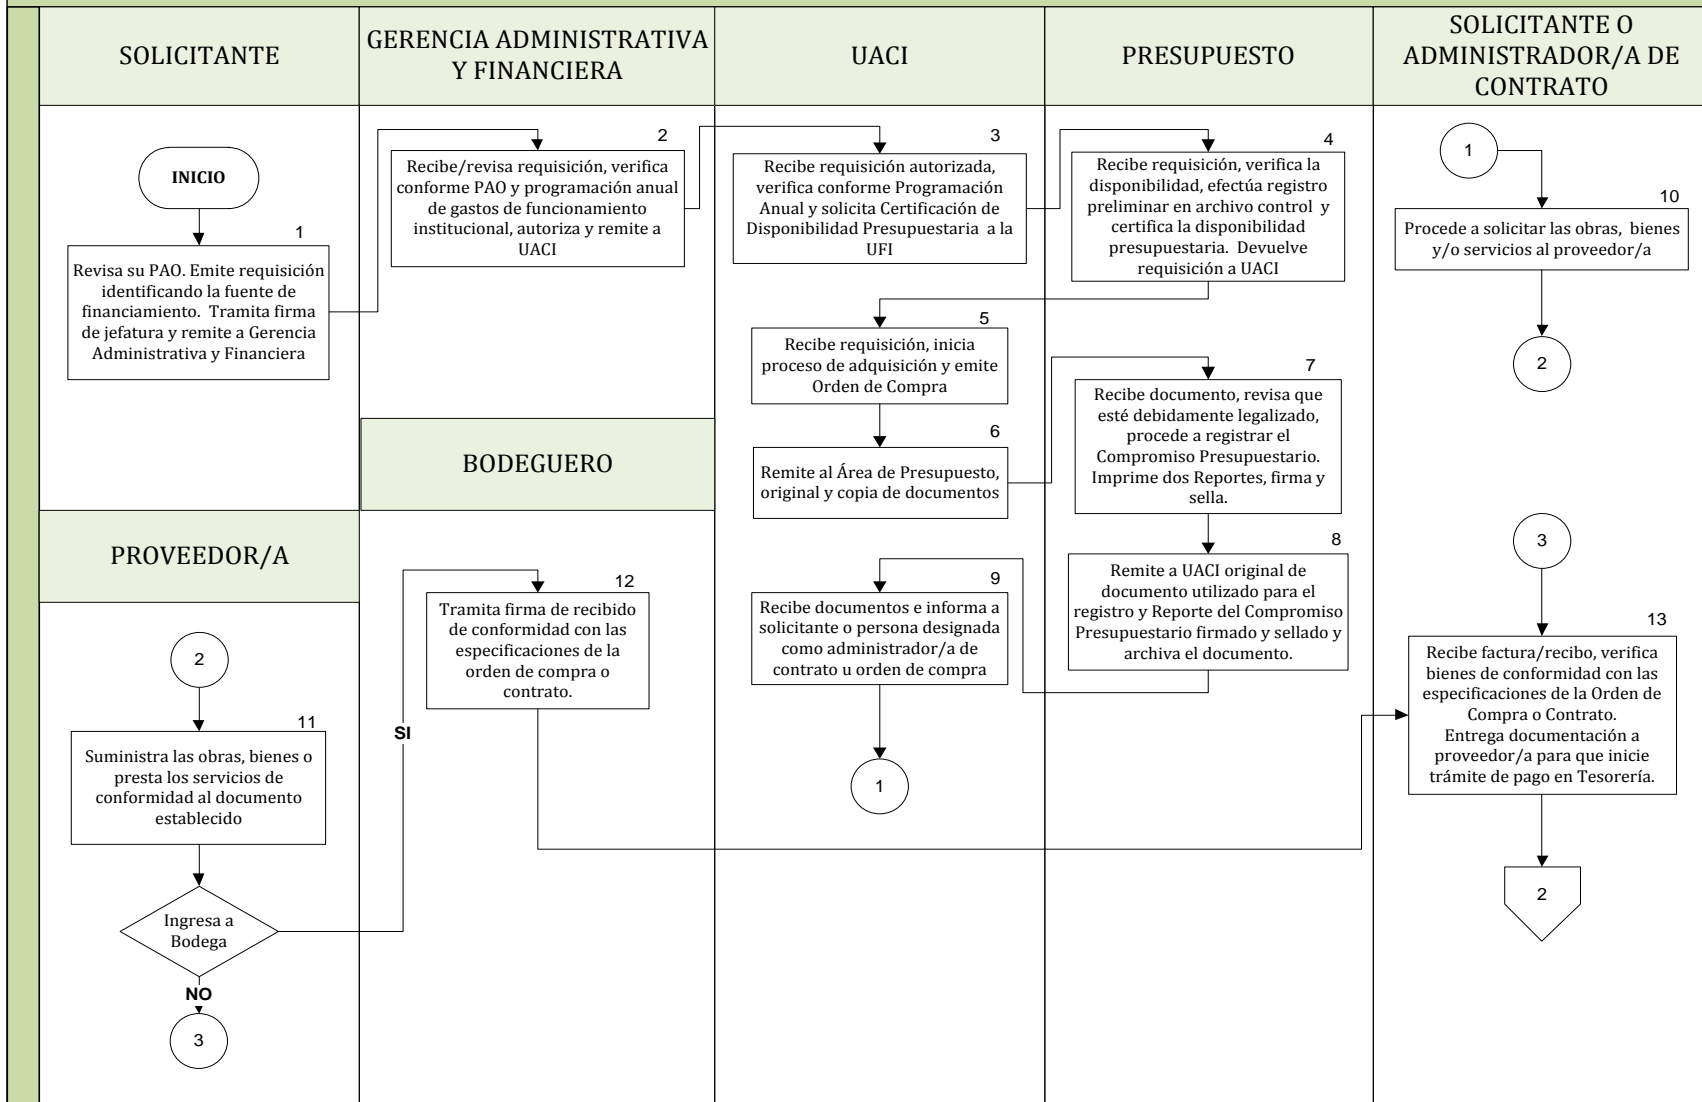 SOLICITANTE
GERENCIA ADMINISTRATIVA
Y FINANCIERA
UACI
PRESUPUESTO
SOLICITANTE O
ADMINISTRADOR/A DE
CONTRATO
INICIO
1
Revisa su PAO. Emite requisición
identificando la fuente de
financiamiento. Tramita firma
de jefatura y remite a Gerencia
Administrativa y Financiera
2
Recibe/revisa requisición, verifica
conforme PAO y programación anual
de gastos de funcionamiento
institucional, autoriza y remite a
UACI
3
Recibe requisición autorizada,
verifica conforme Programación
Anual y solicita Certificación de
Disponibilidad Presupuestaria a la
UFI
4
Recibe requisición, verifica la
disponibilidad, efectúa registro
preliminar en archivo control y
certifica la disponibilidad
presupuestaria. Devuelve
requisición a UACI
5
Recibe requisición, inicia
proceso de adquisición y emite
Orden de Compra
6
Remite al Área de Presupuesto,
original y copia de documentos
7
Recibe documento, revisa que
esté debidamente legalizado,
procede a registrar el
Compromiso Presupuestario.
Imprime dos Reportes, firma y
sella.
8
Remite a UACI original de
documento utilizado para el
registro y Reporte del Compromiso
Presupuestario firmado y sellado y
archiva el documento.
9
Recibe documentos e informa a
solicitante o persona designada
como administrador/a de
contrato u orden de compra
1
1
10
Procede a solicitar las obras, bienes
y/o servicios al proveedor/a
2
PROVEEDOR/A
2
11
Suministra las obras, bienes o
presta los servicios de
conformidad al documento
establecido
Ingresa a
Bodega
SI
NO
3
BODEGUERO
12
Tramita firma de recibido
de conformidad con las
especificaciones de la
orden de compra o
contrato.
3
13
Recibe factura/recibo, verifica
bienes de conformidad con las
especificaciones de la Orden de
Compra o Contrato.
Entrega documentación a
proveedor/a para que inicie
trámite de pago en Tesorería.
2